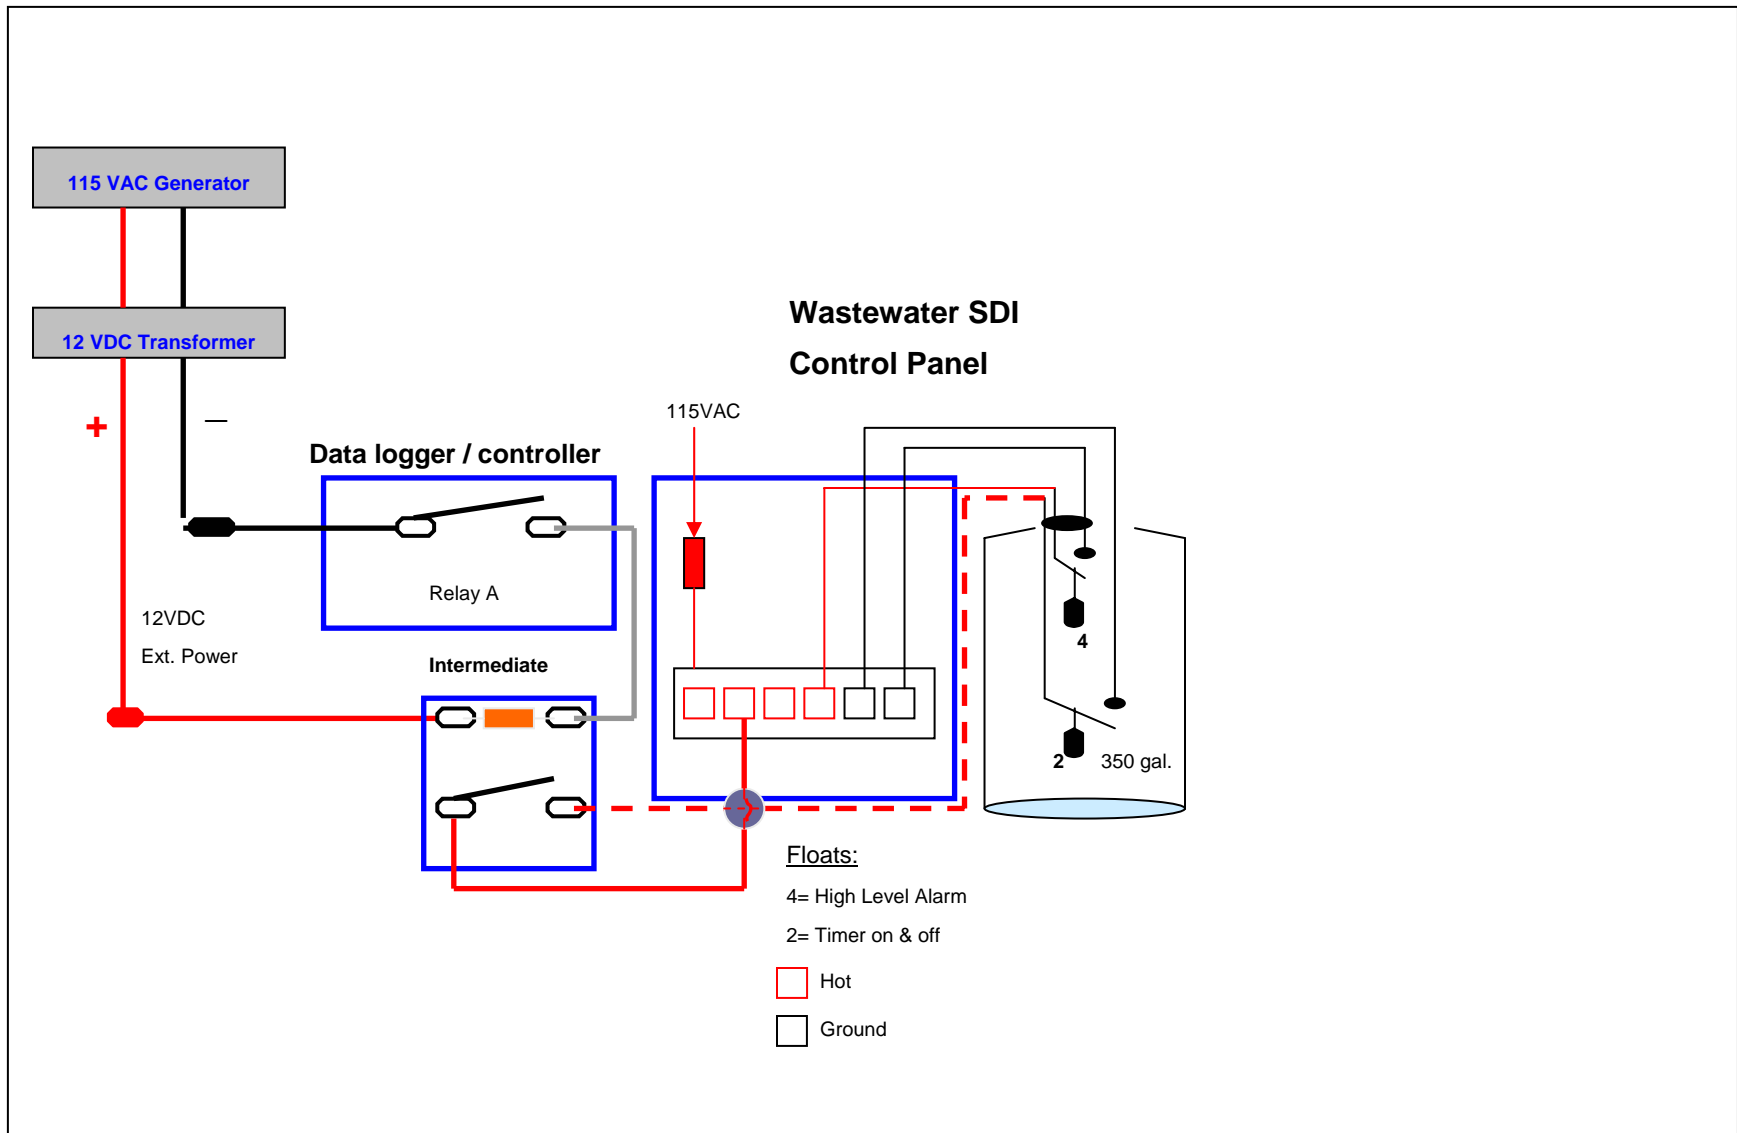 115 VAC Generator
12 VDC Transformer
+
—
Wastewater SDI
Control Panel
115VAC
Data logger / controller
Relay A
12VDC
Ext. Power
Intermediate
4
2
350 gal.
Floats:
4= High Level Alarm
2= Timer on & off
Hot
Ground